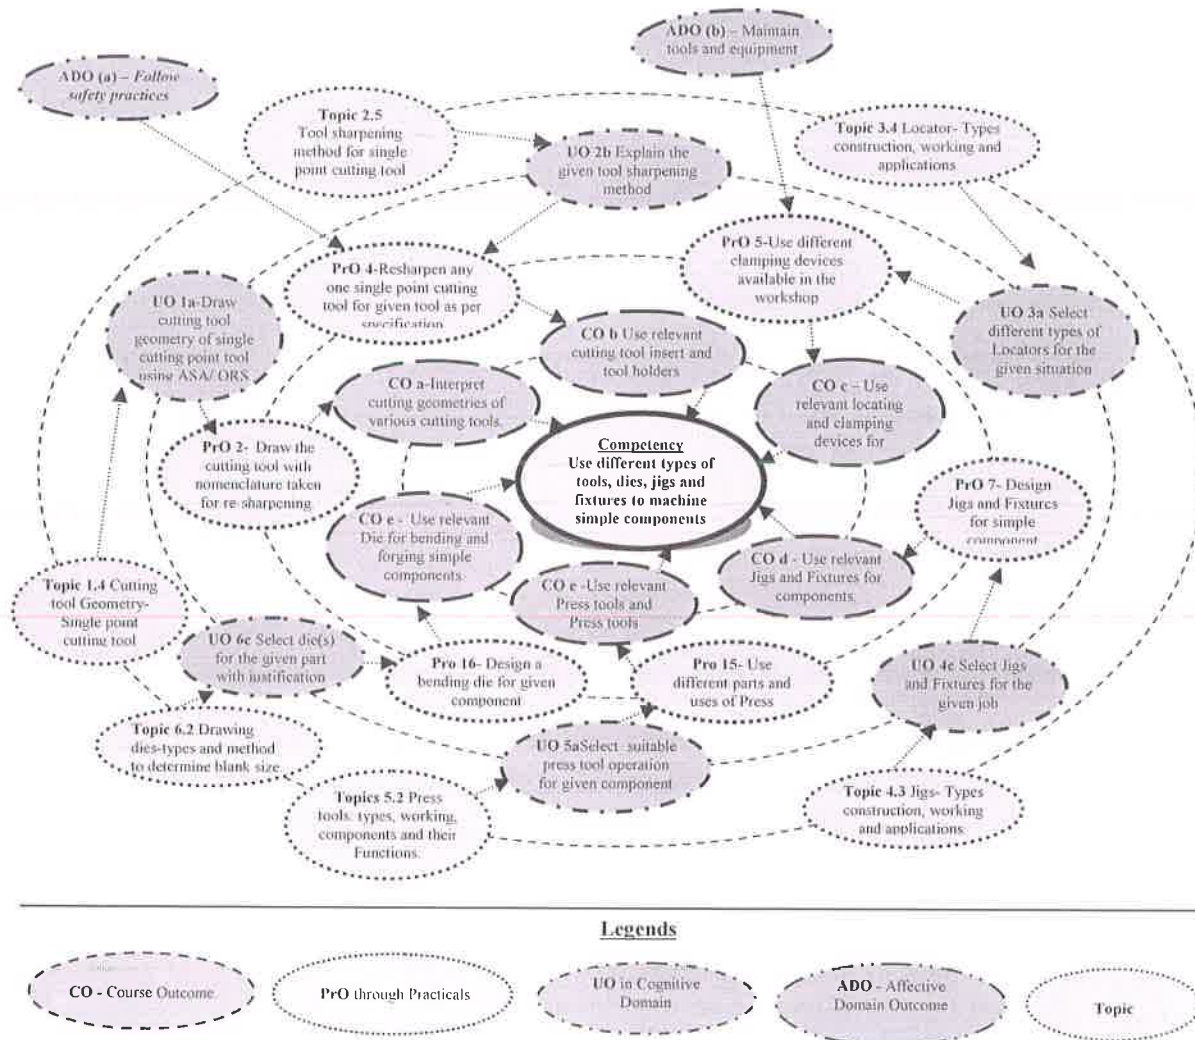 ADO (b) – Maintain
tools and equipment
ADO (a) – Follow
safety practices
Topic 2.5
Tool sharpening
method for single
point cutting tool
Topic 3.4 Locator- Types
construction, working and
applications
UO 2b Explain the
given tool sharpening
method
PrO 4-Resharpen any
one single point cutting
tool for given tool as per
specification
PrO 5-Use different
clamping devices
available in the
workshop
UO 1a-Draw
cutting tool
geometry of single
cutting point tool
using ASA/ ORS
UO 3a Select
different types of
Locators for the
given situation
CO b Use relevant
cutting tool insert and
tool holders
CO a-Interpret
cutting geometries of
various cutting tools.
CO c – Use
relevant locating
and clamping
devices for
PrO 2- Draw the
cutting tool with
nomenclature taken
for re-sharpening
Competency
Use different types of
tools, dies, jigs and
fixtures to machine
simple components
PrO 7- Design
Jigs and Fixtures
for simple
component
CO e - Use relevant
Die for bending and
forging simple
components.
CO d - Use relevant
Jigs and Fixtures for
components.
CO e -Use relevant
Press tools and
Press tools
Topic 1.4 Cutting
tool Geometry-
Single point
cutting tool
UO 6c Select die(s)
for the given part
with justification
Pro 16- Design a
bending die for given
component
Pro 15- Use
different parts and
uses of Press
UO 4c Select Jigs
and Fixtures for the
given job
Topic 6.2 Drawing
dies-types and method
to determine blank size
UO 5aSelect suitable
press tool operation
for given component
Topics 5.2 Press
tools: types, working,
components and their
Functions.
Topic 4.3 Jigs- Types
construction, working
and applications
Legends
CO - Course Outcome
PrO through Practicals
UO in Cognitive
Domain
ADO - Affective
Domain Outcome
Topic